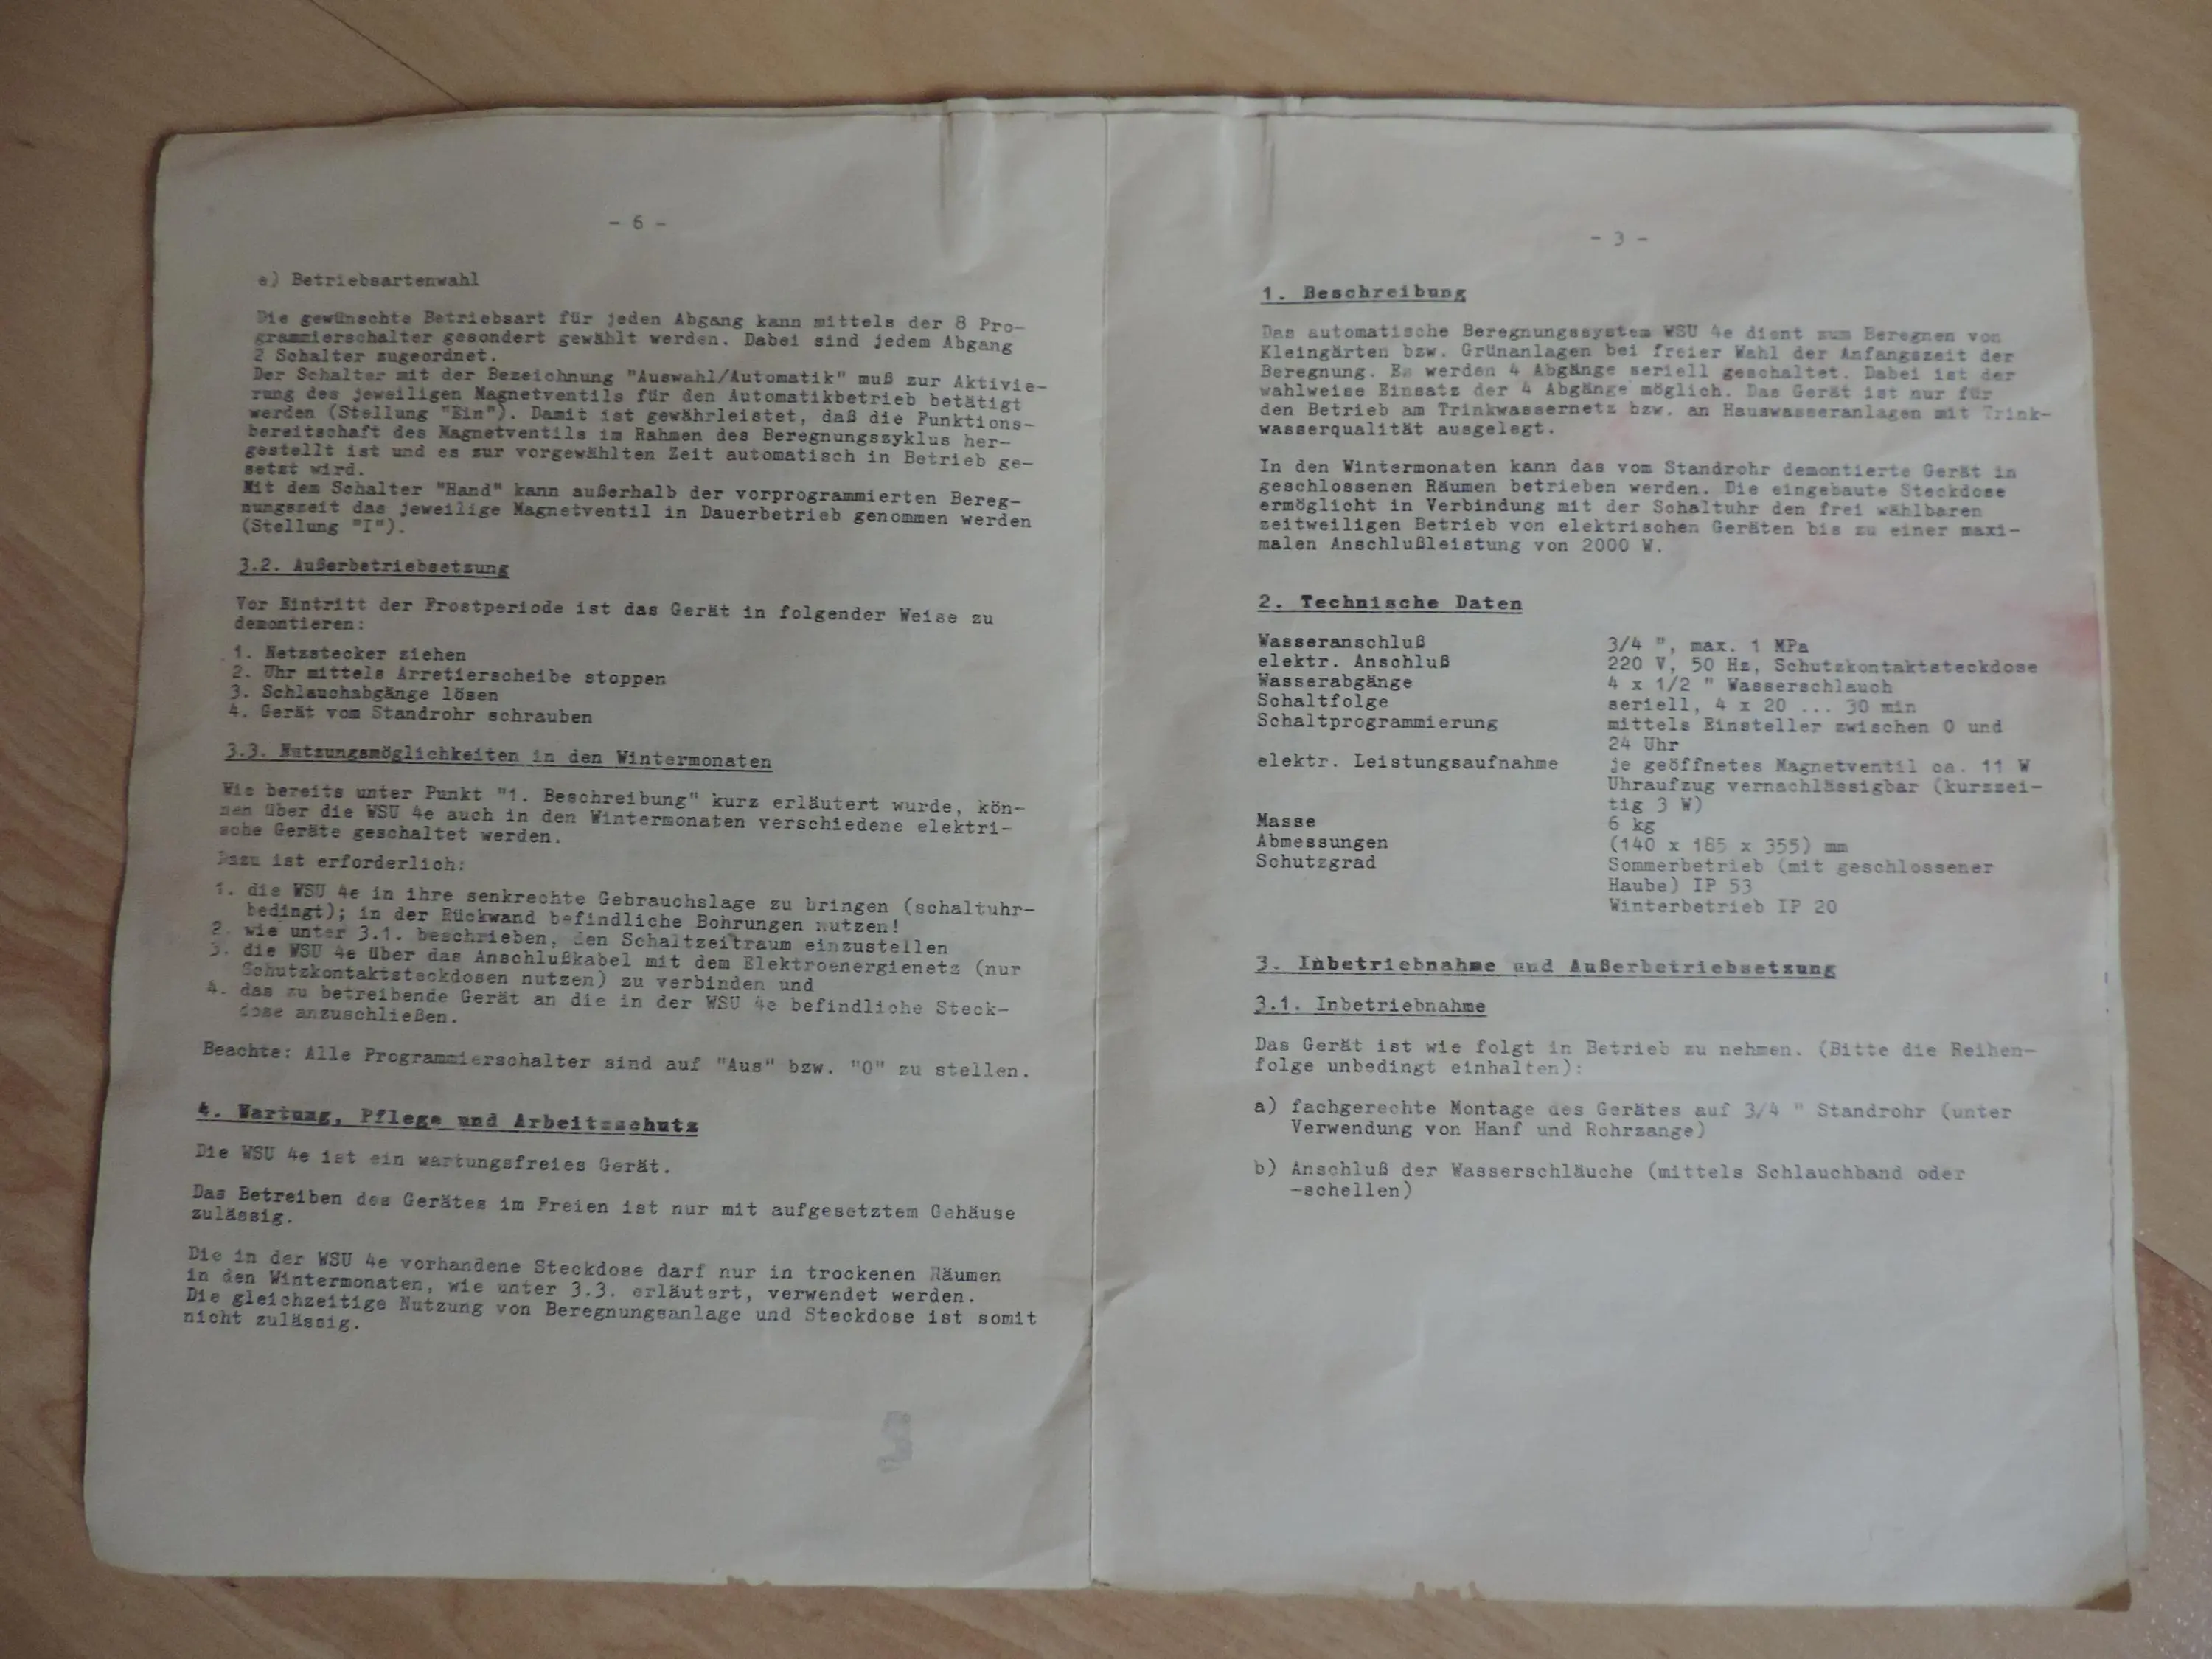 - 6 -
e) Betriebsartenwahl
Die gewünschte Betriebsart für jeden Abgang kann mittels der 8 Pro-
grammierschalter gesondert gewählt werden. Dabei sind jedem Abgang
2 Schalter zugeordnet.
Der Schalter mit der Bezeichnung "Auswahl/Automatik" muß zur Aktivie-
rung des jeweiligen Magnetventils für den Automatikbetrieb betätigt
werden (Stellung "Ein"). Damit ist gewährleistet, daß die Funktions-
bereitschaft des Magnetventils im Rahmen des Beregnungszyklus her-
gestellt ist und es zur vorgewählten Zeit automatisch in Betrieb ge-
setzt wird.
Mit dem Schalter "Hand" kann außerhalb der vorprogrammierten Bereg-
nungszeit das jeweilige Magnetventil in Dauerbetrieb genommen werden
(Stellung "I").
3.2. Außerbetriebsetzung
Vor Eintritt der Frostperiode ist das Gerät in folgender Weise zu
demontieren:
1. Netzstecker ziehen
2. Uhr mittels Arretierscheibe stoppen
3. Schlauchabgänge lösen
4. Gerät vom Standrohr schrauben
3.3. Nutzungsmöglichkeiten in den Wintermonaten
Wie bereits unter Punkt "1. Beschreibung" kurz erläutert wurde, kön-
nen über die WSU 4e auch in den Wintermonaten verschiedene elektri-
sche Geräte geschaltet werden.
Dazu ist erforderlich:
1. die WSU 4e in ihre senkrechte Gebrauchslage zu bringen (schaltuhr-
bedingt); in der Rückwand befindliche Bohrungen nutzen!
2. wie unter 3.1. beschrieben, den Schaltzeitraum einzustellen
3. die WSU 4e über das Anschlußkabel mit dem Elektroenergienetz (nur
Schutzkontaktsteckdosen nutzen) zu verbinden und
4. das zu betreibende Gerät an die in der WSU 4e befindliche Steck-
dose anzuschließen.
Beachte: Alle Programmierschalter sind auf "Aus" bzw. "0" zu stellen.
4. Wartung, Pflege und Arbeitsschutz
Die WSU 4e ist ein wartungsfreies Gerät.
Das Betreiben des Gerätes im Freien ist nur mit aufgesetztem Gehäuse
zulässig.
Die in der WSU 4e vorhandene Steckdose darf nur in trockenen Räumen
in den Wintermonaten, wie unter 3.3. erläutert, verwendet werden.
Die gleichzeitige Nutzung von Beregnungsanlage und Steckdose ist somit
nicht zulässig.
- 3 -
1. Beschreibung
Das automatische Beregnungssystem WSU 4e dient zum Beregnen von
Kleingärten bzw. Grünanlagen bei freier Wahl der Anfangszeit der
Beregnung. Es werden 4 Abgänge seriell geschaltet. Dabei ist der
wahlweise Einsatz der 4 Abgänge möglich. Das Gerät ist nur für
den Betrieb am Trinkwassernetz bzw. an Hauswasseranlagen mit Trink-
wasserqualität ausgelegt.
In den Wintermonaten kann das vom Standrohr demontierte Gerät in
geschlossenen Räumen betrieben werden. Die eingebaute Steckdose
ermöglicht in Verbindung mit der Schaltuhr den frei wählbaren
zeitweiligen Betrieb von elektrischen Geräten bis zu einer maxi-
malen Anschlußleistung von 2000 W.
2. Technische Daten
Wasseranschluß 3/4 ", max. 1 MPa
elektr. Anschluß 220 V, 50 Hz, Schutzkontaktsteckdose
Wasserabgänge 4 x 1/2 " Wasserschlauch
Schaltfolge seriell, 4 x 20 ... 30 min
Schaltprogrammierung mittels Einsteller zwischen 0 und
24 Uhr
elektr. Leistungsaufnahme je geöffnetes Magnetventil ca. 11 W
Uhraufzug vernachlässigbar (kurzzei-
tig 3 W)
Masse 6 kg
Abmessungen (140 x 185 x 355) mm
Schutzgrad Sommerbetrieb (mit geschlossener
Haube) IP 53
Winterbetrieb IP 20
3. Inbetriebnahme und Außerbetriebsetzung
3.1. Inbetriebnahme
Das Gerät ist wie folgt in Betrieb zu nehmen. (Bitte die Reihen-
folge unbedingt einhalten):
a) fachgerechte Montage des Gerätes auf 3/4 " Standrohr (unter
Verwendung von Hanf und Rohrzange)
b) Anschluß der Wasserschläuche (mittels Schlauchband oder
-schellen)